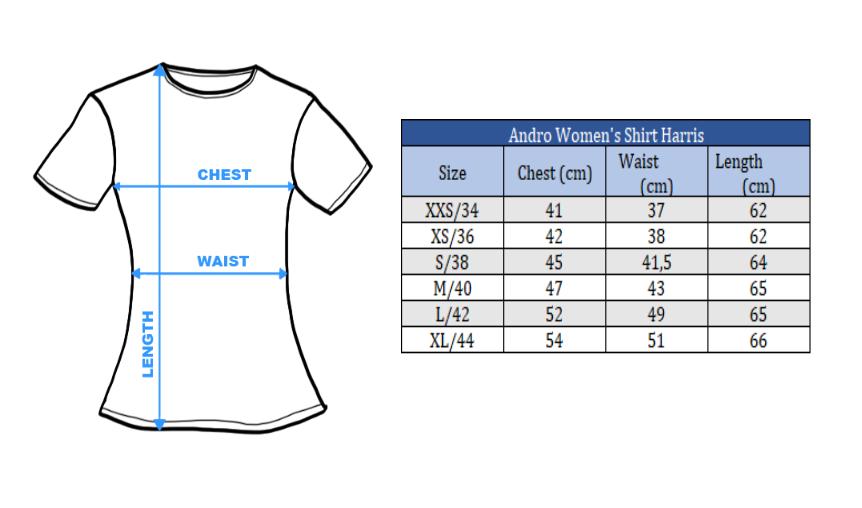 CHEST
WAIST
LENGTH
Andro Women's Shirt Harris
Size Chest (cm) Waist (cm) Length (cm)
XXS/34 41 37 62
XS/36 42 38 62
S/38 45 41,5 64
M/40 47 43 65
L/42 52 49 65
XL/44 54 51 66